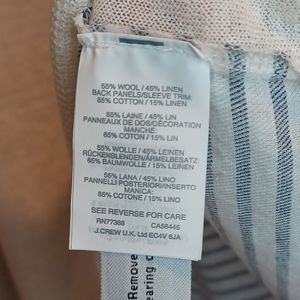 55% WOOL / 45% LINEN
BACK PANELS/SLEEVE TRIM:
85% COTTON / 15% LINEN
55% LAINE / 45% LIN
PANNEAUX DE DOS/DÉCORATION
MANCHE:
85% COTON / 15% LIN
55% WOLLE / 45% LEINEN
RÜCKENBLENDEN/ÄRMELBESATZ:
85% BAUMWOLLE / 15% LEINEN
55% LANA / 45% LINO
PANNELLI POSTERIORI/INSERTO
MANICA:
85% COTONE / 15% LINO
SEE REVERSE FOR CARE
RN77388 CA56445
J.CREW U.K. Ltd EC4V 6JA
Remove
earing o